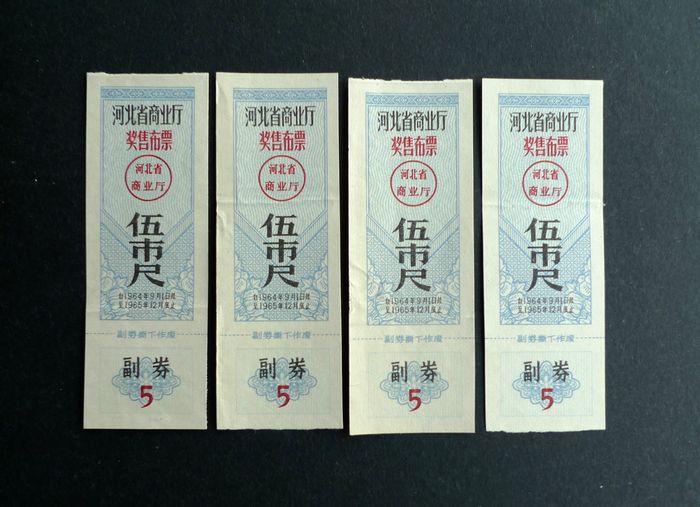 河北省商业厅
奖售布票
河北省
商业厅
伍市尺
自1964年9月1日起
至1965年12月底止
副券撕下作废
副券
5
河北省商业厅
奖售布票
河北省
商业厅
伍市尺
自1964年9月1日起
至1965年12月底止
副券撕下作废
副券
5
河北省商业厅
奖售布票
河北省
商业厅
伍市尺
自1964年9月1日起
至1965年12月底止
副券撕下作废
副券
5
河北省商业厅
奖售布票
河北省
商业厅
伍市尺
自1964年9月1日起
至1965年12月底止
副券撕下作废
副券
5